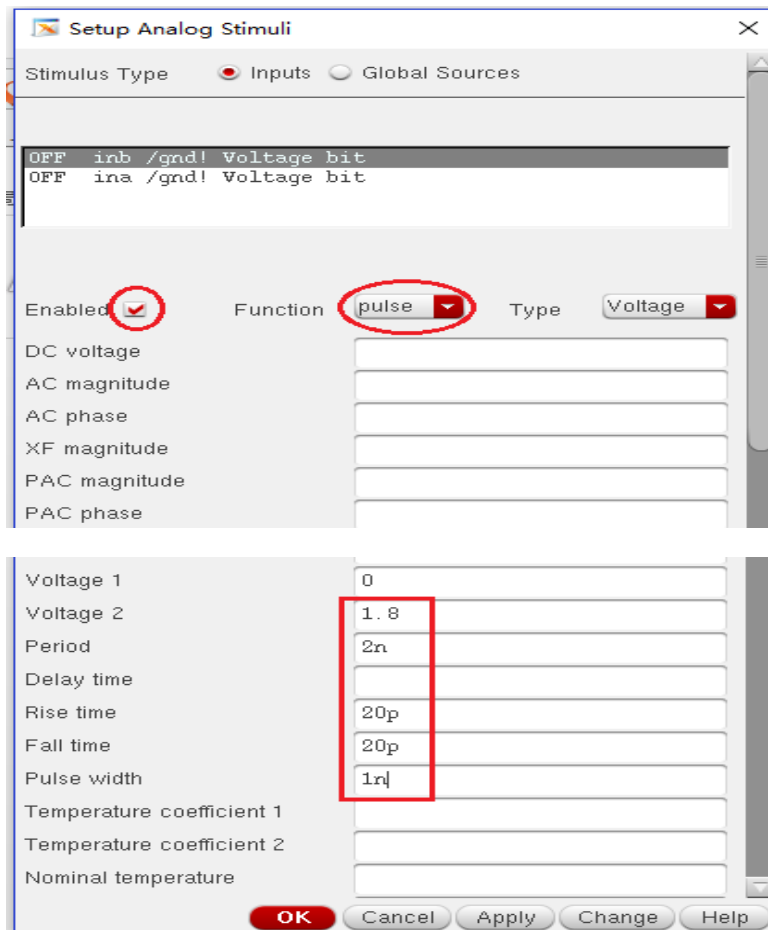 Setup Analog Stimuli
Stimulus Type Inputs Global Sources
OFF inb /gnd! Voltage bit
OFF ina /gnd! Voltage bit
Enabled Function pulse Type Voltage
DC voltage
AC magnitude
AC phase
XF magnitude
PAC magnitude
PAC phase
Voltage 1 0
Voltage 2 1.8
Period 2n
Delay time
Rise time 20p
Fall time 20p
Pulse width 1n
Temperature coefficient 1
Temperature coefficient 2
Nominal temperature
OK Cancel Apply Change Help